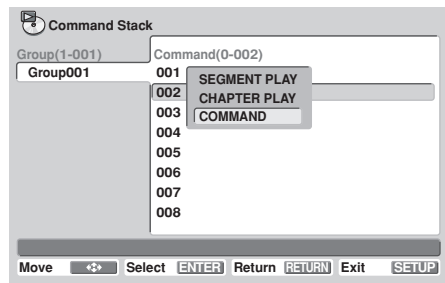 Command Stack
Group(1-001)
Group001
Command(0-002)
001
SEGMENT PLAY
002
CHAPTER PLAY
003
COMMAND
004
005
006
007
008
Move Select ENTER Return RETURN Exit SETUP